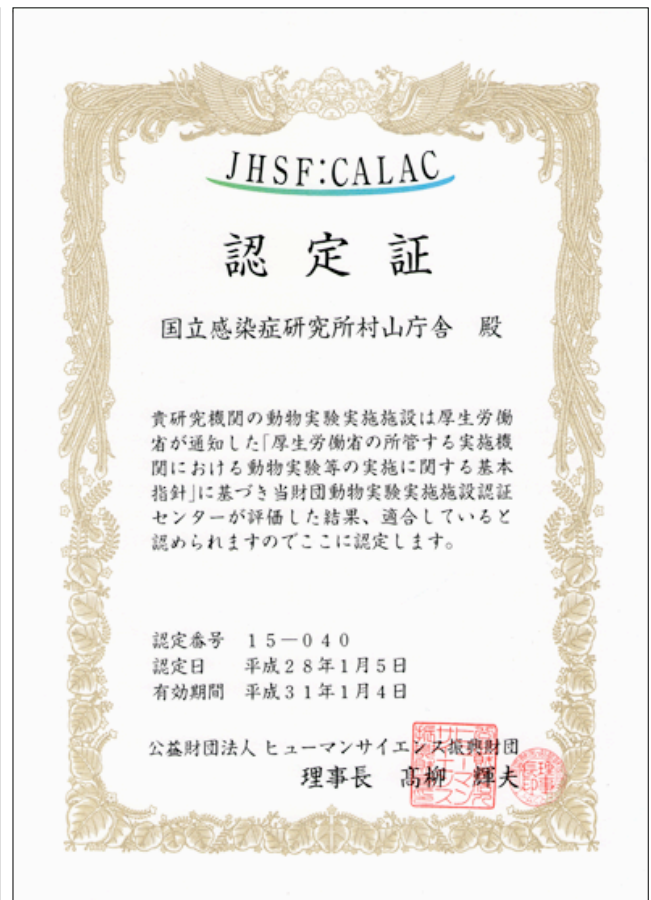 JHSF:CALAC
認定証
国立感染症研究所村山庁舎　殿
貴研究機関の動物実験実施施設は厚生労働
省が通知した「厚生労働省の所管する実施機
関における動物実験等の実施に関する基本
指針」に基づき当財団動物実験実施施設認証
センターが評価した結果、適合していると
認められますのでここに認定します。
認定番号　１５－０４０
認定日　平成２８年１月５日
有効期間　平成３１年１月４日
公益財団法人 ヒューマンサイエンス振興財団
理事長　髙柳　輝夫